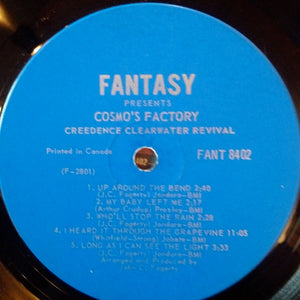 FANTASY
PRESENTS
COSMO'S FACTORY
CREEDENCE CLEARWATER REVIVAL
Printed in Canada
FANT 8402
(F-2801)
1. UP AROUND THE BEND 2:40
(J.C. Fogerty) Jondora-BMI
2. MY BABY LEFT ME 2:17
(Arthur Crudup) Presley-BMI
3. WHO'LL STOP THE RAIN 2:28
(J.C. Fogerty) Jondora-BMI
4. I HEARD IT THROUGH THE GRAPEVINE 11:05
(Whitfield-Strong) Jobete-BMI
5. LONG AS I CAN SEE THE LIGHT 3:33
(J.C. Fogerty) Jondora-BMI
Arranged and Produced by
John C. Fogerty